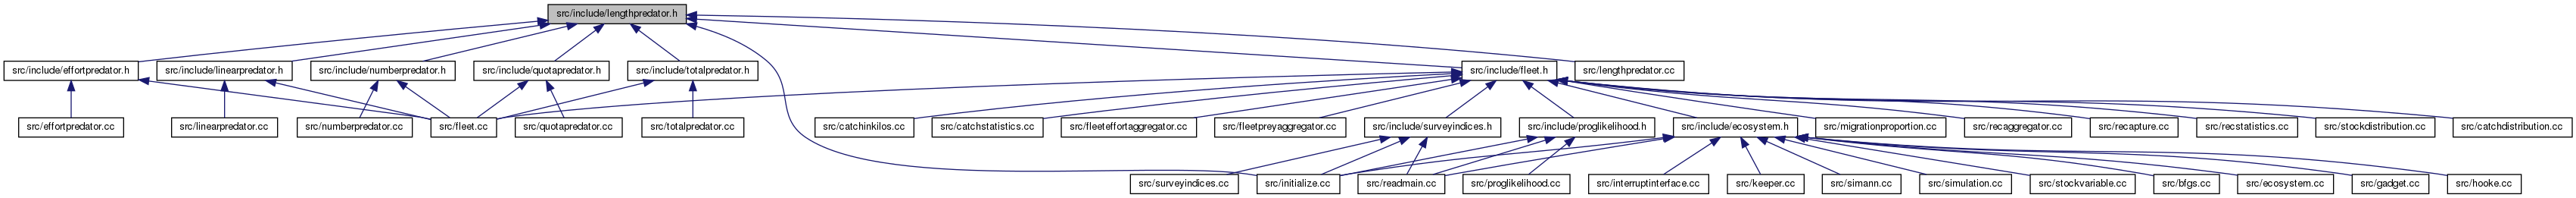 src/include/lengthpredator.h
src/include/effortpredator.h
src/include/linearpredator.h
src/include/numberpredator.h
src/include/quotapredator.h
src/include/totalpredator.h
src/include/fleet.h
src/lengthpredator.cc
src/effortpredator.cc
src/linearpredator.cc
src/numberpredator.cc
src/fleet.cc
src/quotapredator.cc
src/totalpredator.cc
src/catchinkilos.cc
src/catchstatistics.cc
src/fleeteffortaggregator.cc
src/fleetpreyaggregator.cc
src/include/surveyindices.h
src/include/proglikelihood.h
src/include/ecosystem.h
src/migrationproportion.cc
src/recaggregator.cc
src/recapture.cc
src/recstatistics.cc
src/stockdistribution.cc
src/catchdistribution.cc
src/surveyindices.cc
src/initialize.cc
src/readmain.cc
src/proglikelihood.cc
src/interruptinterface.cc
src/keeper.cc
src/simann.cc
src/simulation.cc
src/stockvariable.cc
src/bfgs.cc
src/ecosystem.cc
src/gadget.cc
src/hooke.cc